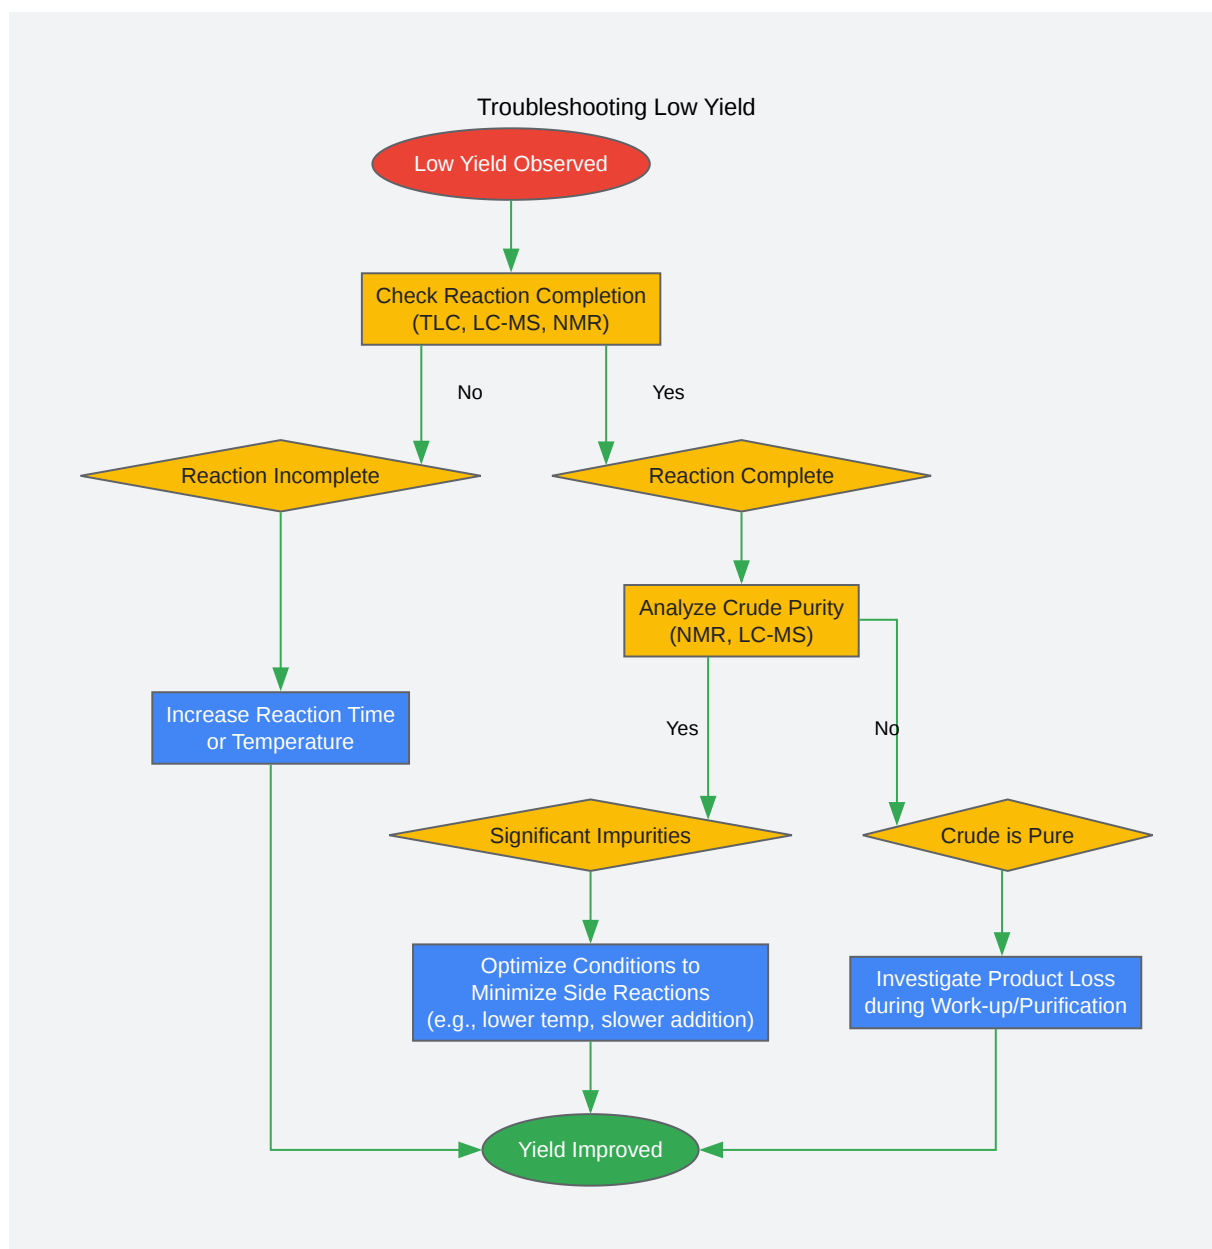 Troubleshooting Low Yield
Low Yield Observed
Check Reaction Completion
(TLC, LC-MS, NMR)
No
Yes
Reaction Incomplete
Reaction Complete
Analyze Crude Purity
(NMR, LC-MS)
Increase Reaction Time
or Temperature
Yes
No
Significant Impurities
Crude is Pure
Optimize Conditions to
Minimize Side Reactions
(e.g., lower temp, slower addition)
Investigate Product Loss
during Work-up/Purification
Yield Improved